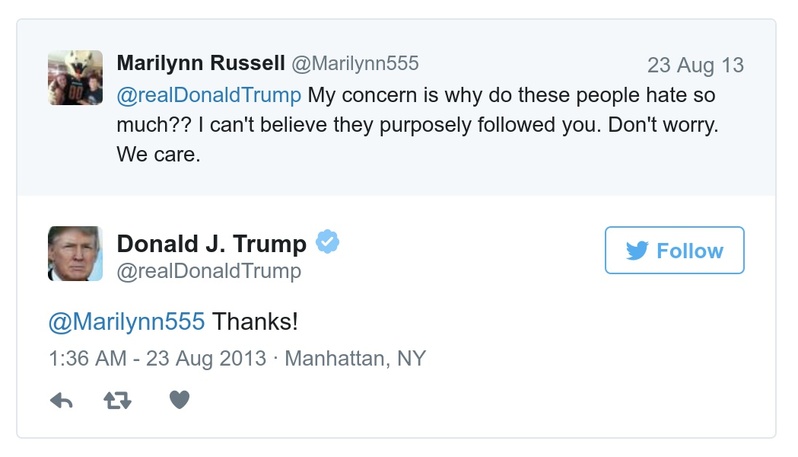 Marilynn Russell @Marilynn555 23 Aug 13
@realDonaldTrump My concern is why do these people hate so
much?? I can't believe they purposely followed you. Don't worry.
We care.
Donald J. Trump
@realDonaldTrump
Follow
@Marilynn555 Thanks!
1:36 AM - 23 Aug 2013 · Manhattan, NY